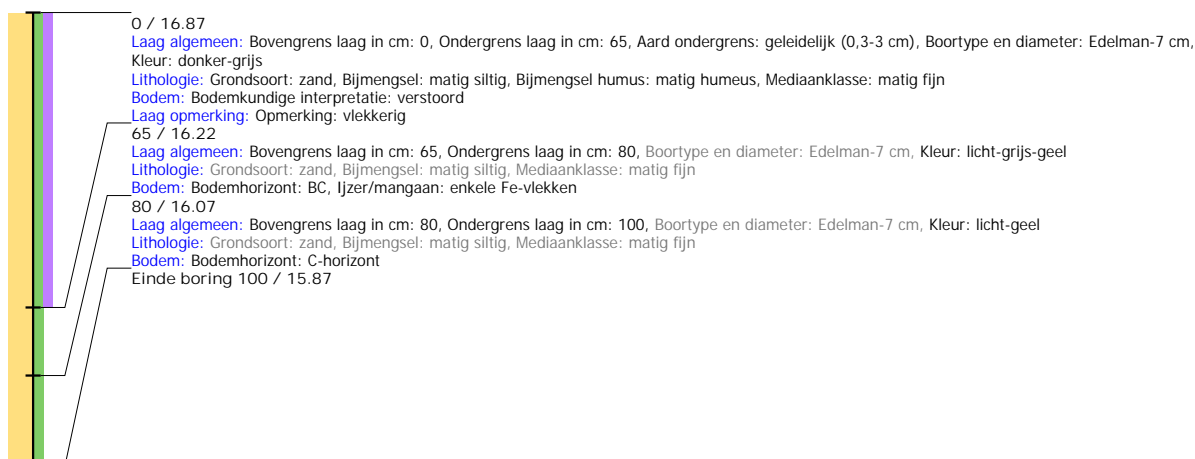 0 / 16.87
Laag algemeen: Bovengrens laag in cm: 0, Ondergrens laag in cm: 65, Aard ondergrens: geleidelijk (0,3-3 cm), Boortype en diameter: Edelman-7 cm,
Kleur: donker-grijs
Lithologie: Grondsoort: zand, Bijmengsel: matig siltig, Bijmengsel humus: matig humeus, Mediaanklasse: matig fijn
Bodem: Bodemkundige interpretatie: verstoord
Laag opmerking: Opmerking: vlekkerig
65 / 16.22
Laag algemeen: Bovengrens laag in cm: 65, Ondergrens laag in cm: 80, Boortype en diameter: Edelman-7 cm, Kleur: licht-grijs-geel
Lithologie: Grondsoort: zand, Bijmengsel: matig siltig, Mediaanklasse: matig fijn
Bodem: Bodemhorizont: BC, Ijzer/mangaan: enkele Fe-vlekken
80 / 16.07
Laag algemeen: Bovengrens laag in cm: 80, Ondergrens laag in cm: 100, Boortype en diameter: Edelman-7 cm, Kleur: licht-geel
Lithologie: Grondsoort: zand, Bijmengsel: matig siltig, Mediaanklasse: matig fijn
Bodem: Bodemhorizont: C-horizont
Einde boring 100 / 15.87